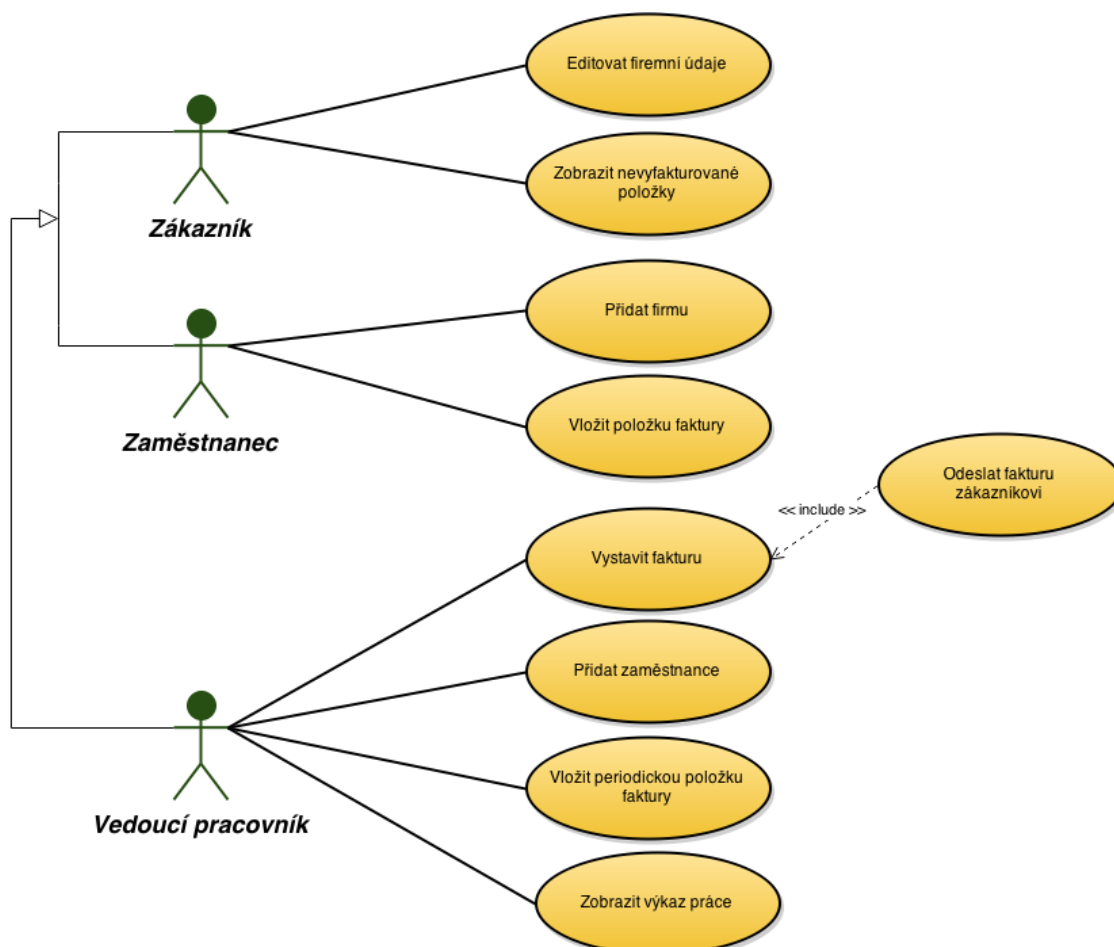 Editovat firemní údaje
Zobrazit nevyfakturované
položky
Zákazník
Přidat firmu
Vložit položku faktury
Zaměstnanec
Odeslat fakturu
zákazníkovi
<< include >>
Vystavit fakturu
Přidat zaměstnance
Vložit periodickou položku
faktury
Vedoucí pracovník
Zobrazit výkaz práce